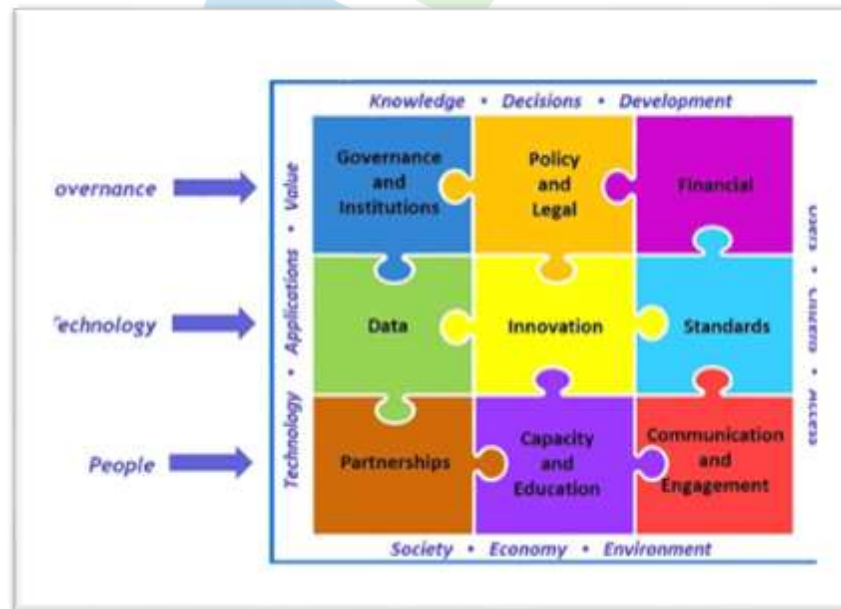 Knowledge • Decisions • Development
overnance
Technology • Applications • Value
Governance
and
Institutions
Policy
and
Legal
Financial
echnology
Data
Innovation
Standards
People
Partnerships
Capacity
and
Education
Communication
and
Engagement
Society • Economy • Environment